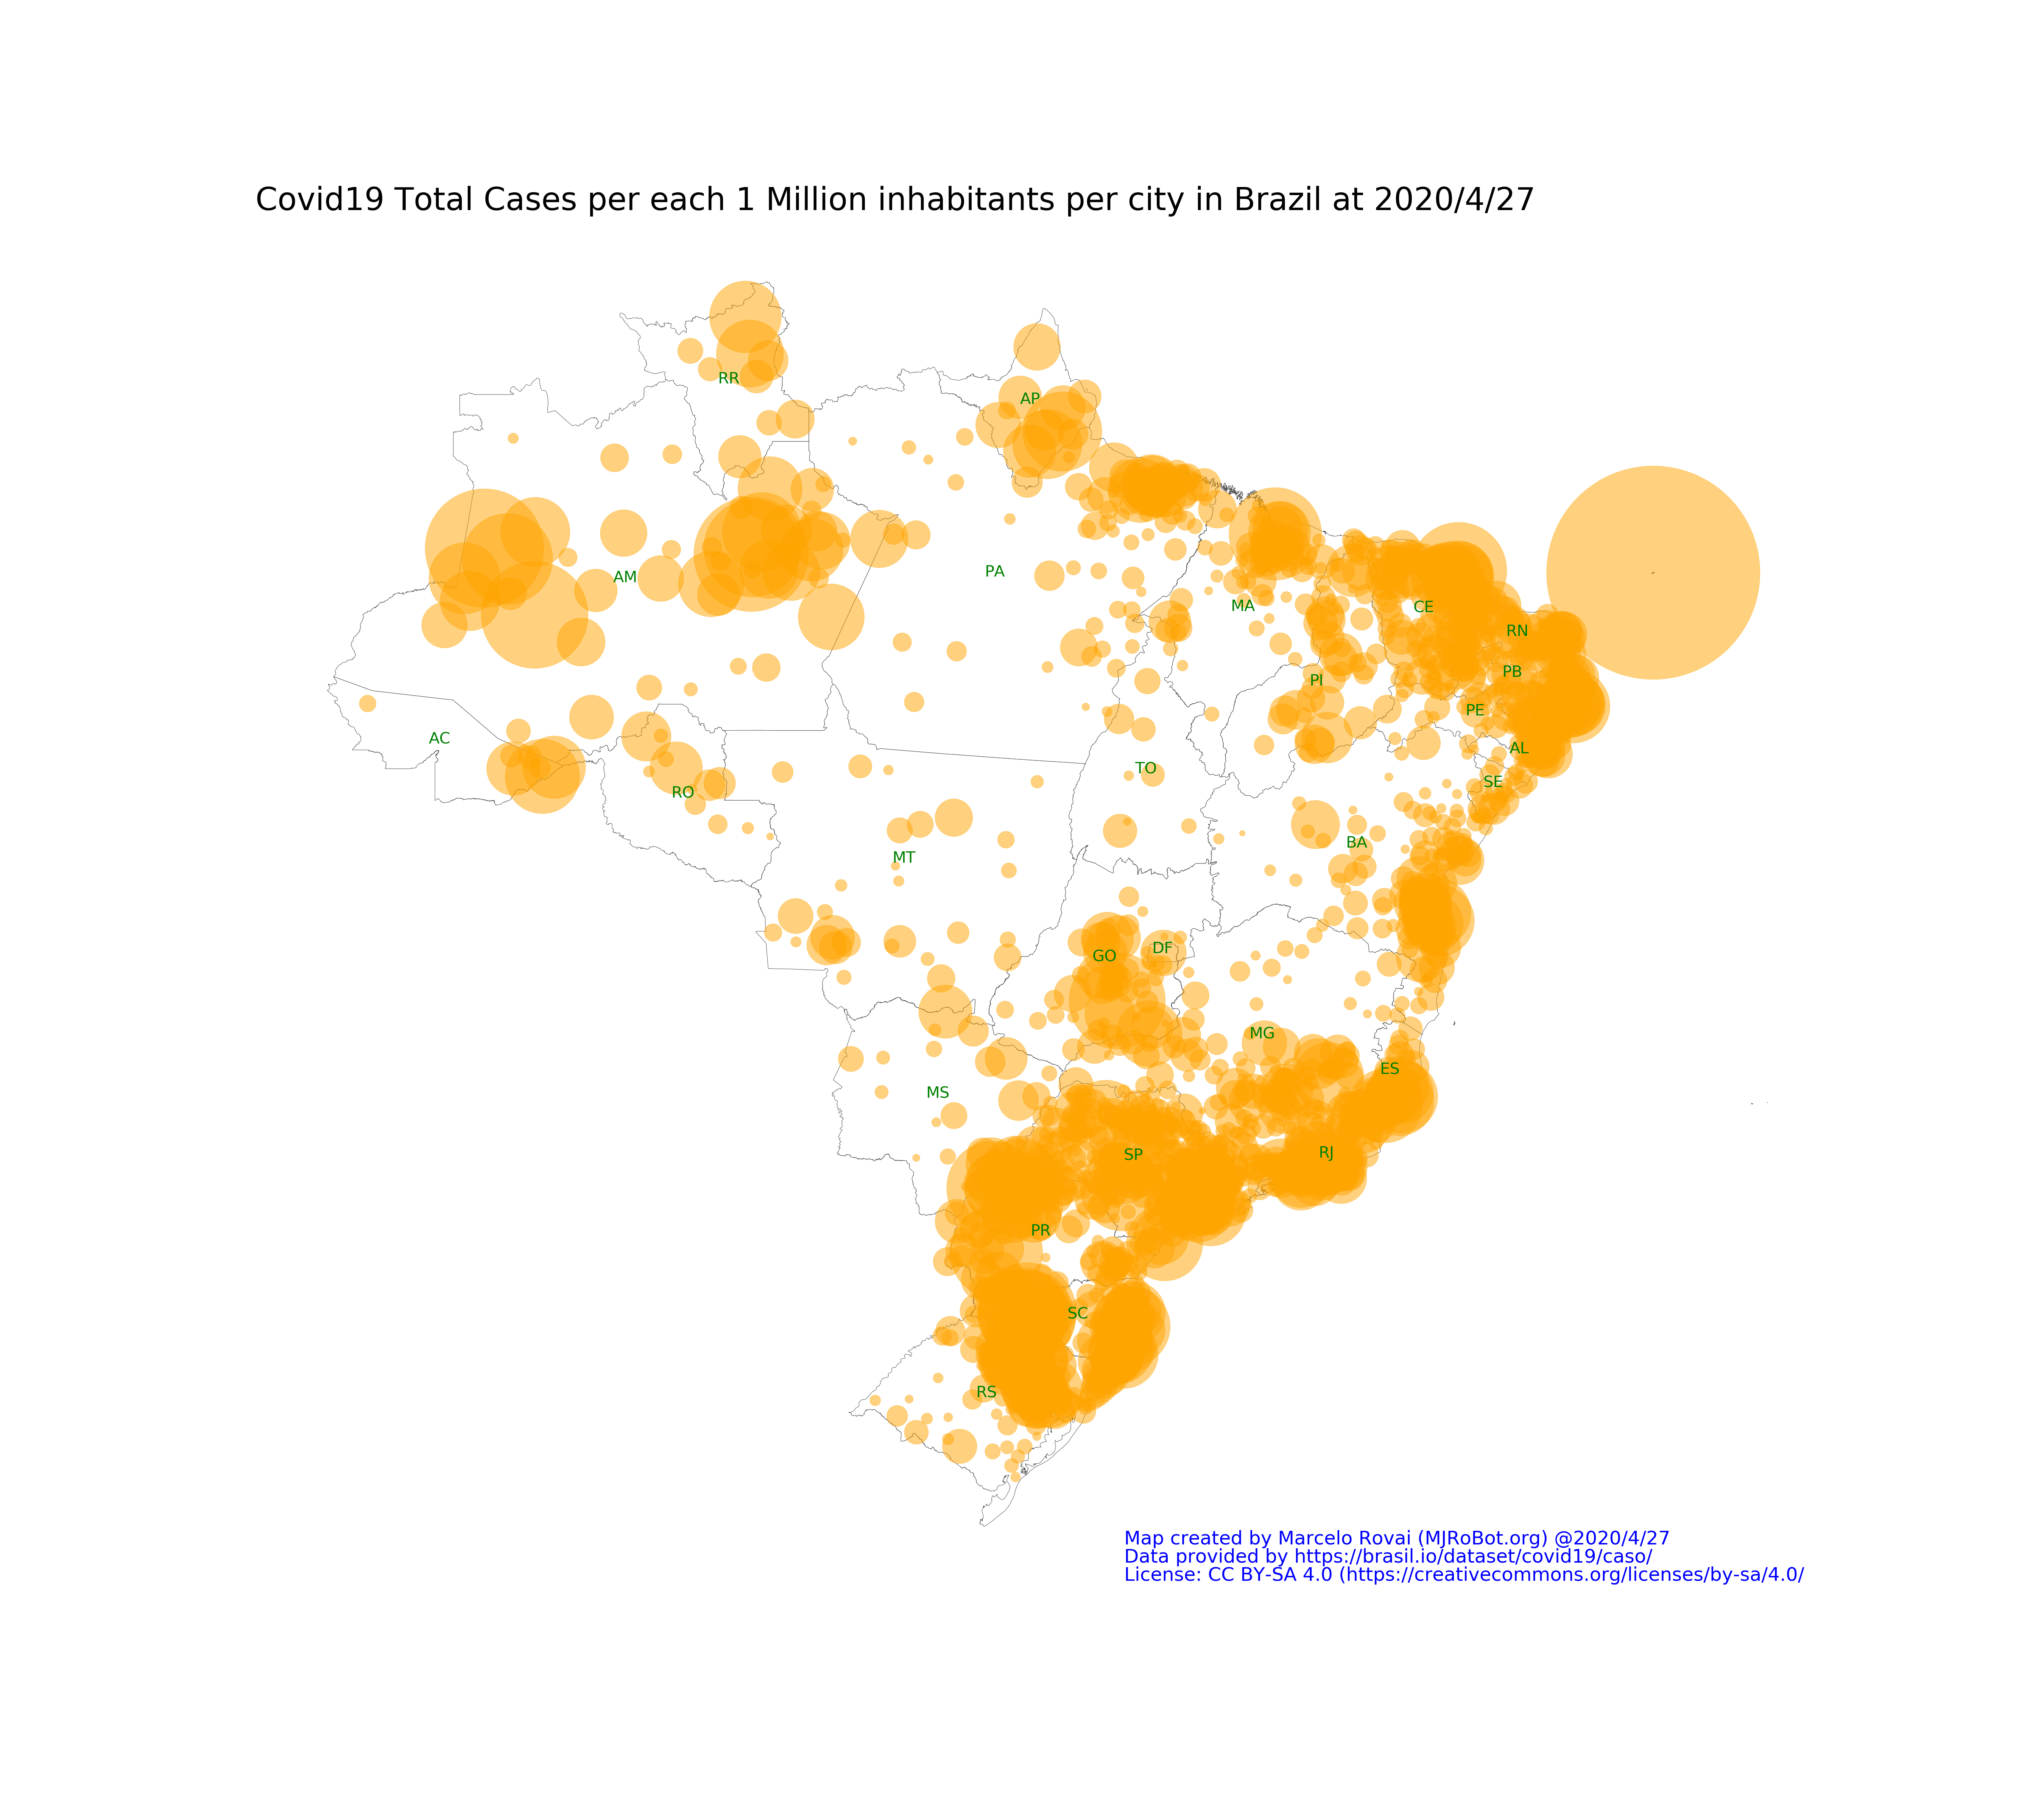 Covid19 Total Cases per each 1 Million inhabitants per city in Brazil at 2020/4/27
RR
AP
AM
PA
MA
CE
RN
PB
PI
PE
AC
AL
TO
SE
RO
BA
MT
DF
GO
MG
ES
MS
RJ
SP
PR
SC
RS
Map created by Marcelo Rovai (MJRoBot.org) @2020/4/27
Data provided by https://brasil.io/dataset/covid19/caso/
License: CC BY-SA 4.0 (https://creativecommons.org/licenses/by-sa/4.0/